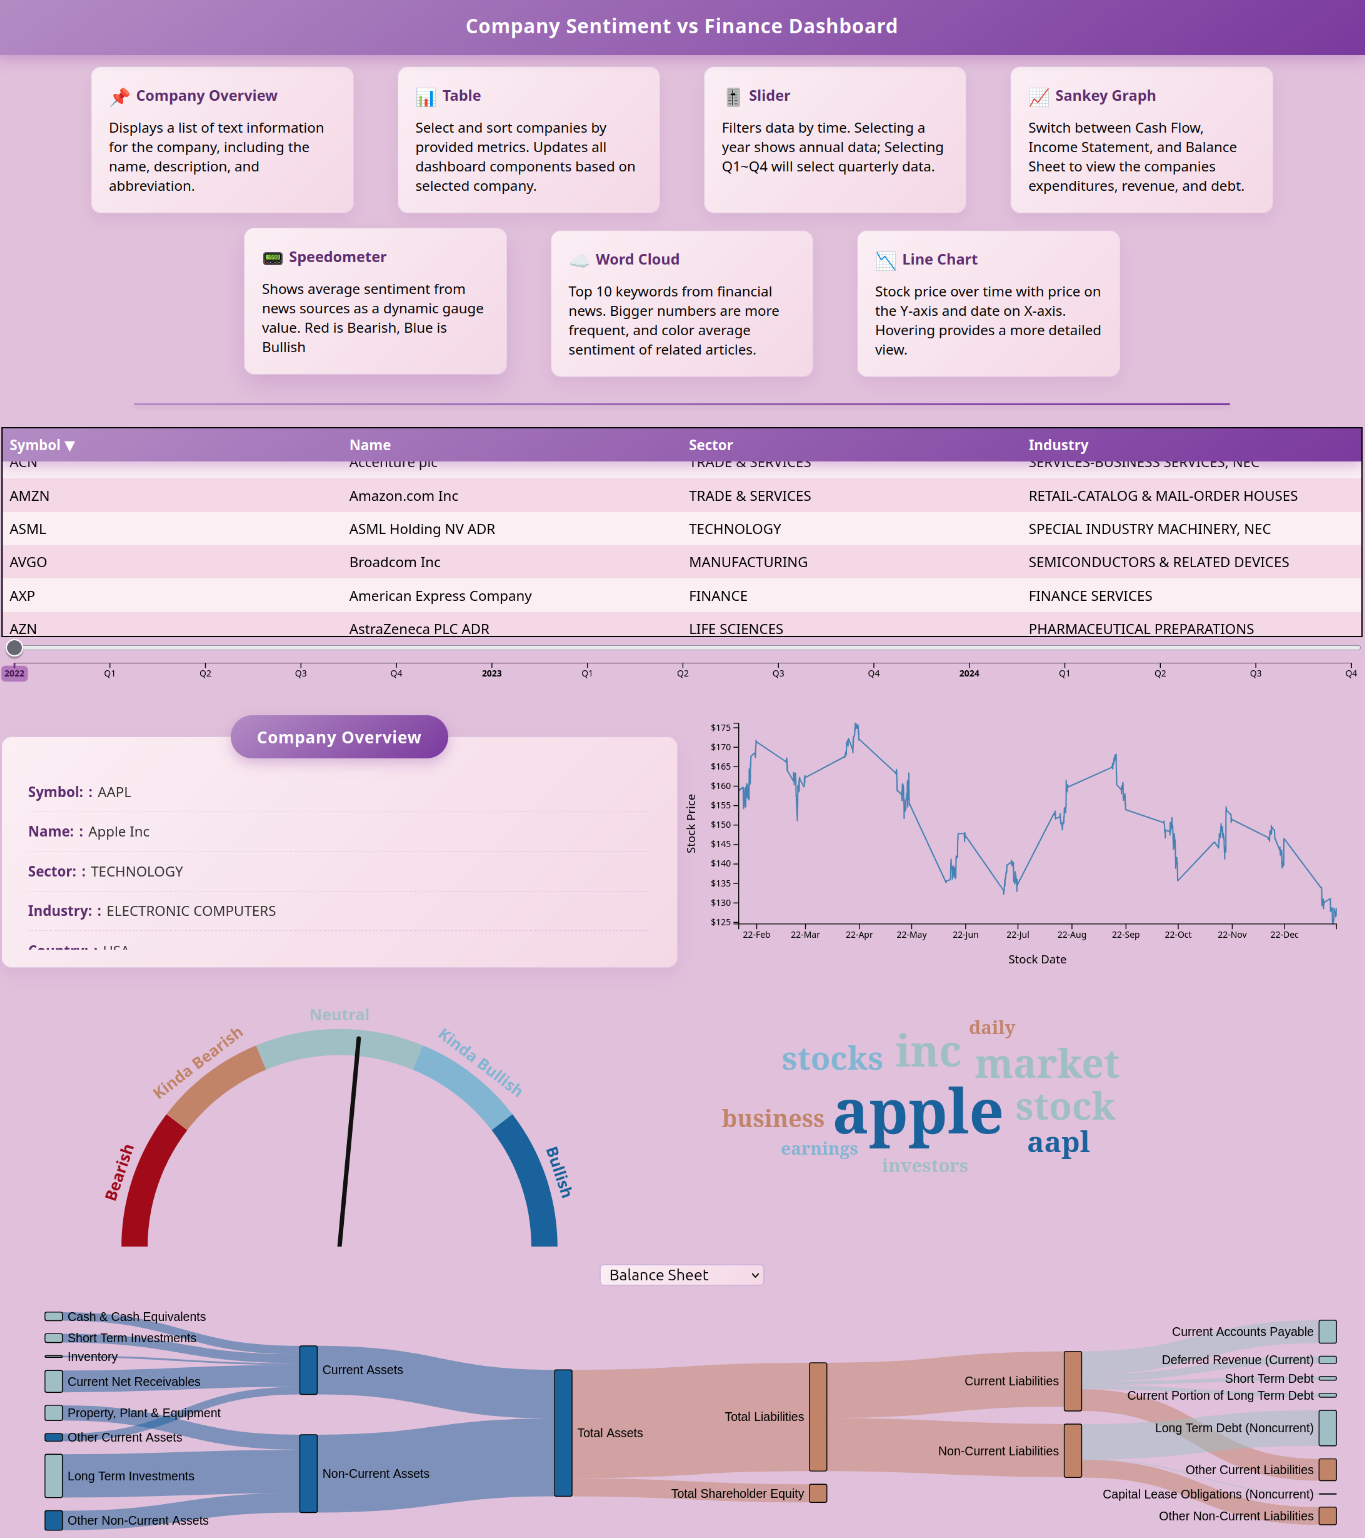 Company Sentiment vs Finance Dashboard
📌 Company Overview
Displays a list of text information
for the company, including the
name, description, and
abbreviation.
📊 Table
Select and sort companies by
provided metrics. Updates all
dashboard components based on
selected company.
🎚️ Slider
Filters data by time. Selecting a
year shows annual data; Selecting
Q1~Q4 will select quarterly data.
📈 Sankey Graph
Switch between Cash Flow,
Income Statement, and Balance
Sheet to view the companies
expenditures, revenue, and debt.
📟 Speedometer
Shows average sentiment from
news sources as a dynamic gauge
value. Red is Bearish, Blue is
Bullish
☁️ Word Cloud
Top 10 keywords from financial
news. Bigger numbers are more
frequent, and color average
sentiment of related articles.
📉 Line Chart
Stock price over time with price on
the Y-axis and date on X-axis.
Hovering provides a more detailed
view.
Symbol ▼ Name Sector Industry
ACN Accenture plc TRADE & SERVICES SERVICES-BUSINESS SERVICES, NEC
AMZN Amazon.com Inc TRADE & SERVICES RETAIL-CATALOG & MAIL-ORDER HOUSES
ASML ASML Holding NV ADR TECHNOLOGY SPECIAL INDUSTRY MACHINERY, NEC
AVGO Broadcom Inc MANUFACTURING SEMICONDUCTORS & RELATED DEVICES
AXP American Express Company FINANCE FINANCE SERVICES
AZN AstraZeneca PLC ADR LIFE SCIENCES PHARMACEUTICAL PREPARATIONS
2022 Q1 Q2 Q3 Q4 2023 Q1 Q2 Q3 Q4 2024 Q1 Q2 Q3 Q4
Company Overview
Symbol: : AAPL
Name: : Apple Inc
Sector: : TECHNOLOGY
Industry: : ELECTRONIC COMPUTERS
Country: : USA
Stock Price
$175
$170
$165
$160
$155
$150
$145
$140
$135
$130
$125
22-Feb 22-Mar 22-Apr 22-May 22-Jun 22-Jul 22-Aug 22-Sep 22-Oct 22-Nov 22-Dec
Stock Date
Bearish
Kinda Bearish
Neutral
Kinda Bullish
Bullish
daily
stocks inc market
business apple stock
earnings aapl
investors
Balance Sheet
Cash & Cash Equivalents
Short Term Investments
Inventory
Current Net Receivables
Property, Plant & Equipment
Other Current Assets
Long Term Investments
Other Non-Current Assets
Current Assets
Non-Current Assets
Total Assets
Total Liabilities
Total Shareholder Equity
Current Liabilities
Non-Current Liabilities
Current Accounts Payable
Deferred Revenue (Current)
Short Term Debt
Current Portion of Long Term Debt
Long Term Debt (Noncurrent)
Other Current Liabilities
Capital Lease Obligations (Noncurrent)
Other Non-Current Liabilities